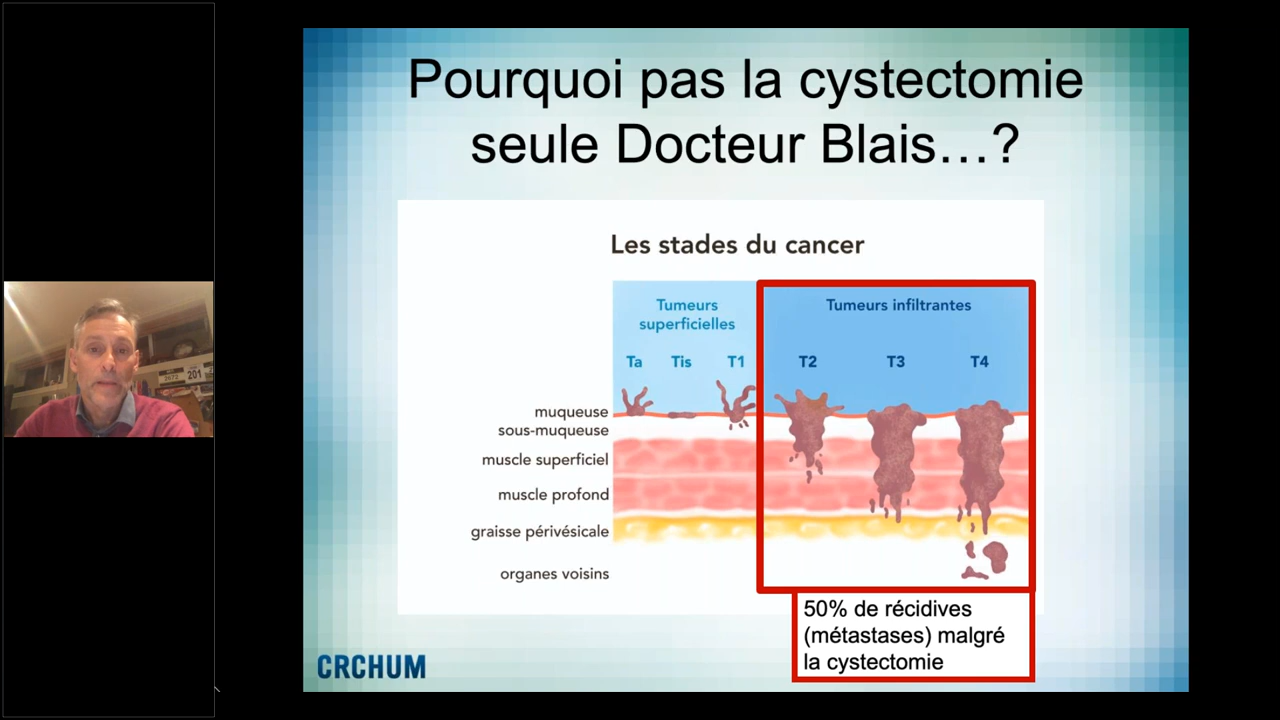 Pourquoi pas la cystectomie
seule Docteur Blais…?
Les stades du cancer
Tumeurs
superficielles
Tumeurs infiltrantes
Ta Tis T1 T2 T3 T4
muqueuse
sous-muqueuse
muscle superficiel
muscle profond
graisse périvésicale
organes voisins
50% de récidives
(métastases) malgré
la cystectomie
CRCHUM
201